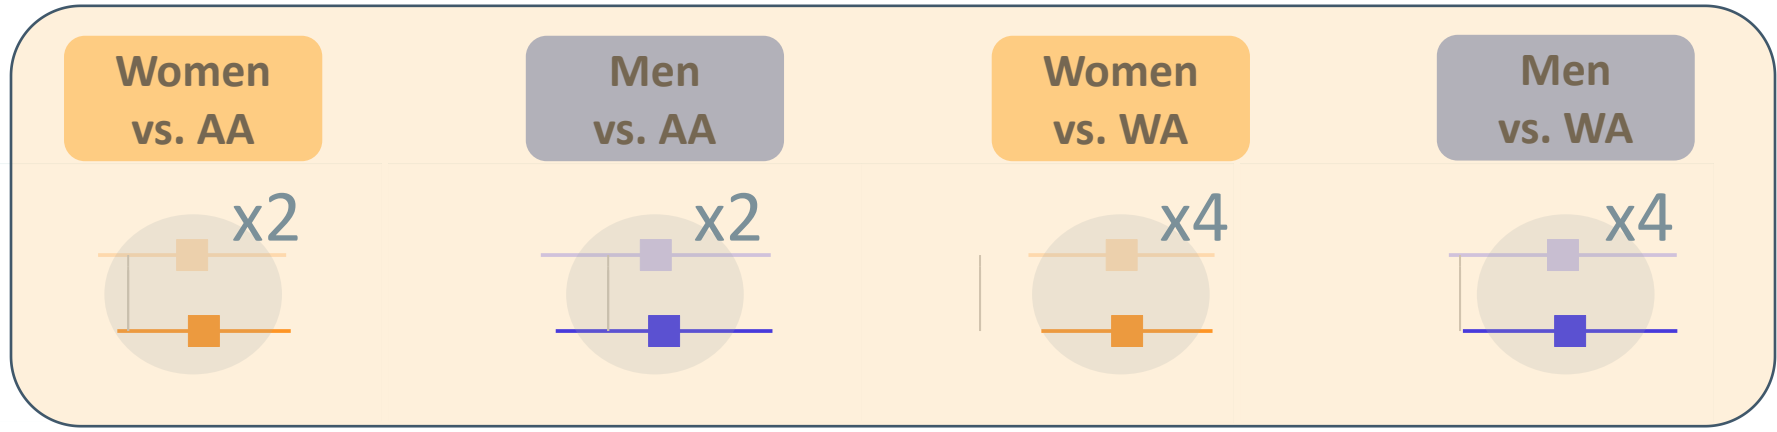 Women
vs. AA
Men
vs. AA
Women
vs. WA
Men
vs. WA
x2
x2
x4
x4